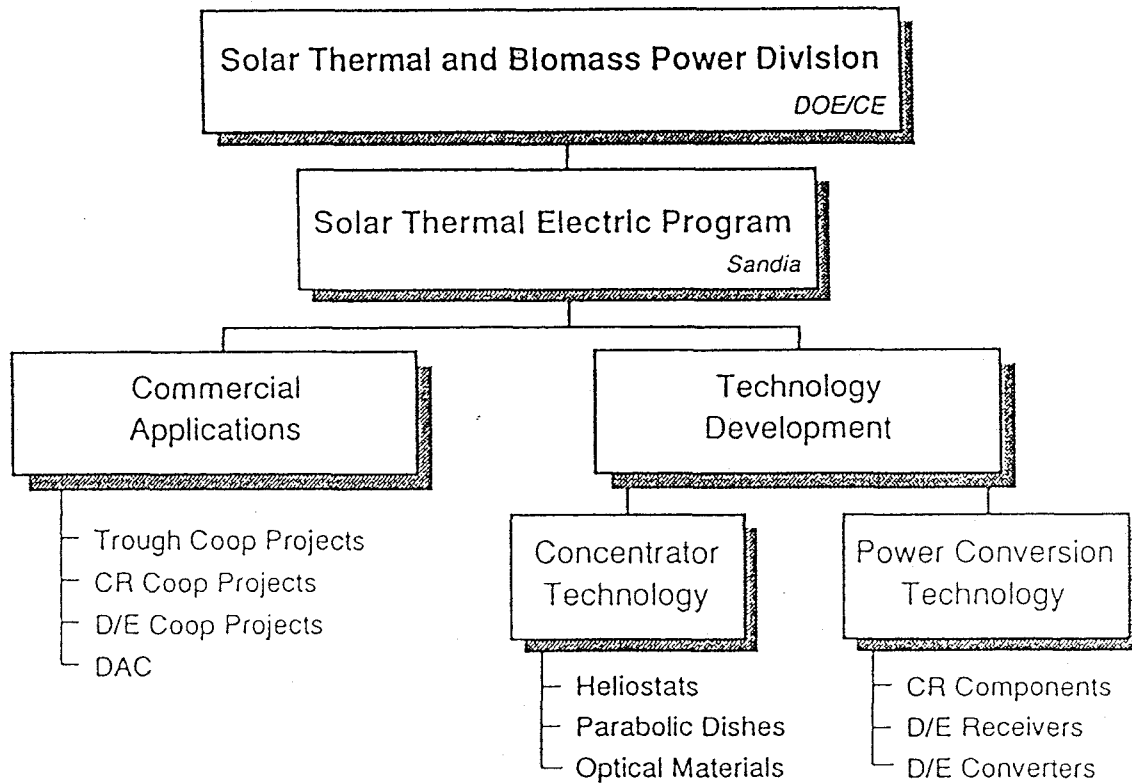 Solar Thermal and Biomass Power Division
DOE/CE
Solar Thermal Electric Program
Sandia
Commercial
Applications
Trough Coop Projects
CR Coop Projects
D/E Coop Projects
DAC
Technology
Development
Concentrator
Technology
Heliostats
Parabolic Dishes
Optical Materials
Power Conversion
Technology
CR Components
D/E Receivers
D/E Converters